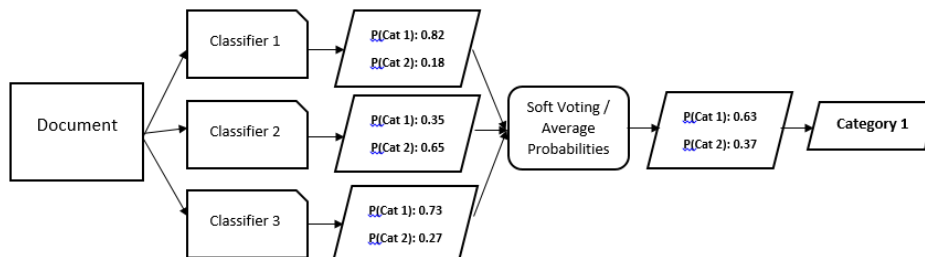 Document
Classifier 1
P(Cat 1): 0.82
P(Cat 2): 0.18
Classifier 2
P(Cat 1): 0.35
P(Cat 2): 0.65
Classifier 3
P(Cat 1): 0.73
P(Cat 2): 0.27
Soft Voting /
Average
Probabilities
P(Cat 1): 0.63
P(Cat 2): 0.37
Category 1